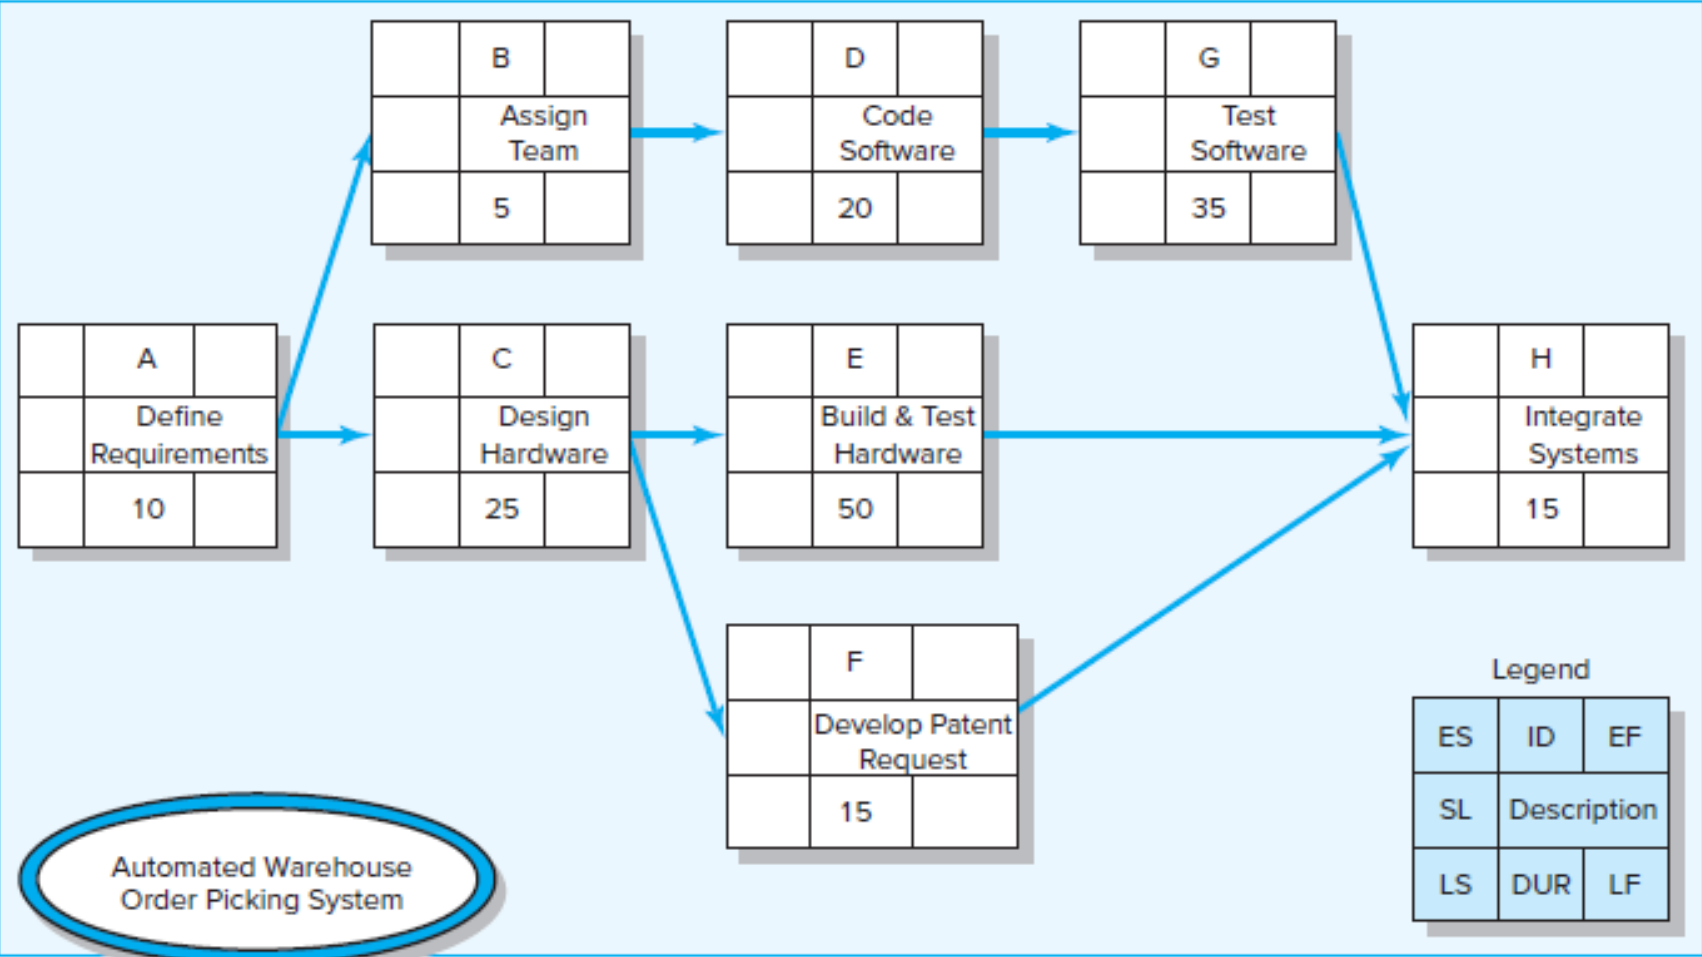 B
Assign
Team
5
D
Code
Software
20
G
Test
Software
35
A
Define
Requirements
10
C
Design
Hardware
25
E
Build & Test
Hardware
50
H
Integrate
Systems
15
F
Develop Patent
Request
15
Legend
ES ID EF
SL Description
LS DUR LF
Automated Warehouse
Order Picking System